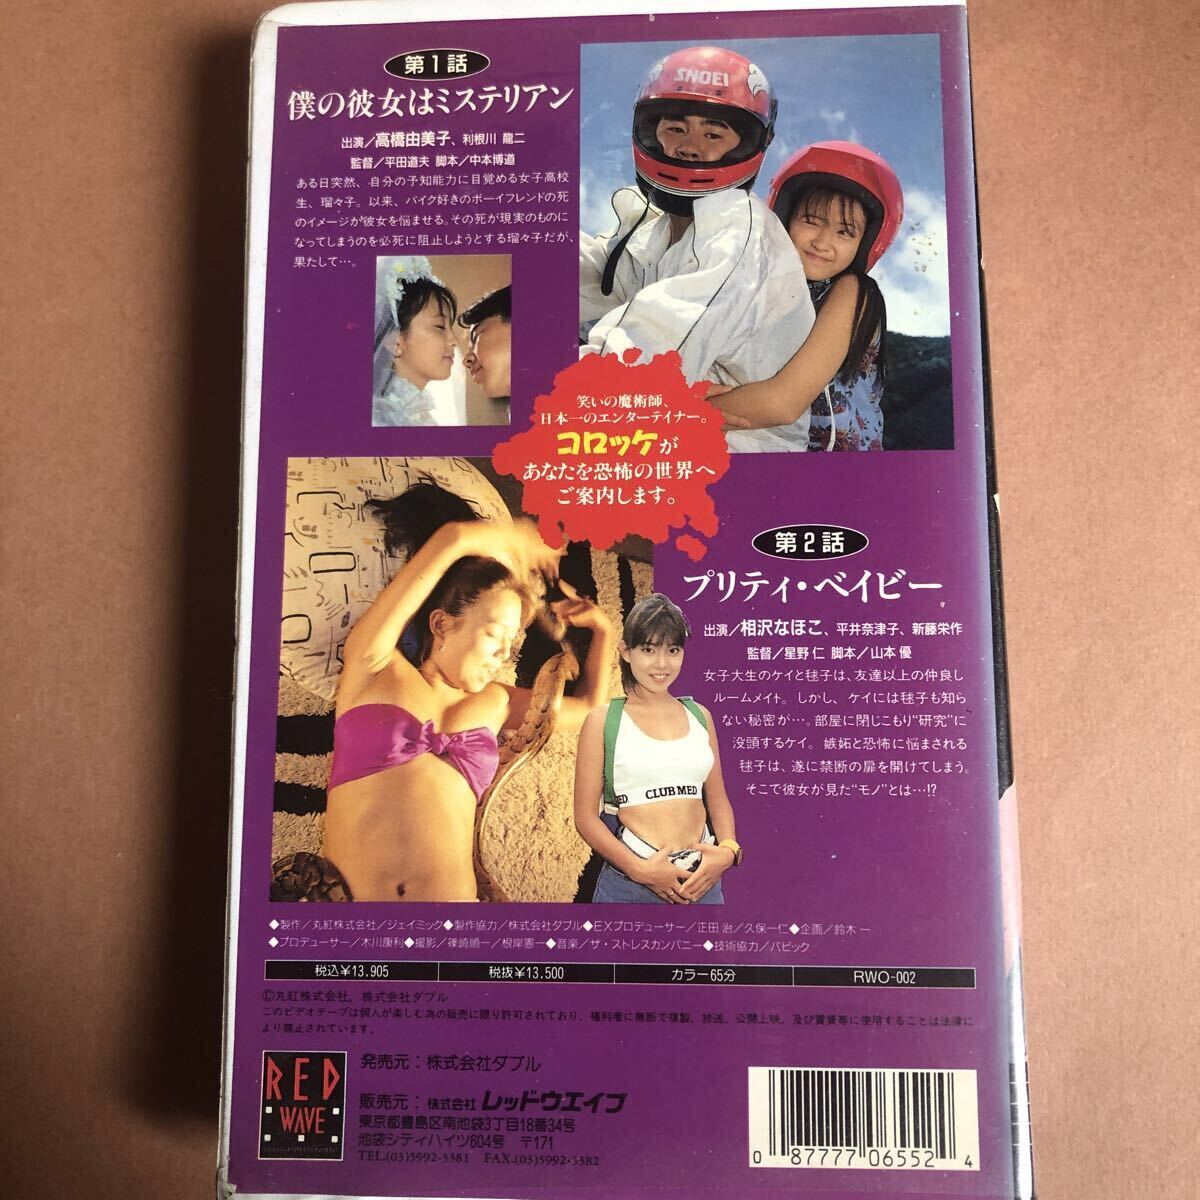 第1話
僕の彼女はミステリアン
出演／高橋由美子、利根川 龍二
監督／平田道夫 脚本／中本博道
ある日突然、自分の予知能力に目覚める女子高校
生、瑠々子。以来、バイク好きのボーイフレンドの死
のイメージが彼女を悩ませる。その死が現実のものに
なってしまうのを必死に阻止しようとする瑠々子だが、
果たして…。
SHOEI
笑いの魔術師、
日本一のエンターテイナー。
コロッケが
あなたを恐怖の世界へ
ご案内します。
第2話
プリティ・ベイビー
出演／相沢なほこ、平井奈津子、新藤栄作
監督／星野 仁 脚本／山本 優
女子大生のケイと毬子は、友達以上の仲良し
ルームメイト。しかし、ケイには毬子も知ら
ない秘密が…。部屋に閉じこもり“研究”に
没頭するケイ。嫉妬と恐怖に悩まされる
毬子は、遂に禁断の扉を開けてしまう。
そこで彼女が見た“モノ”とは…!?
ED CLUB MED
◆製作／丸紅株式会社／ジェイミック◆製作協力／株式会社ダブル◆EXプロデューサー／正田 治／久保一仁◆企画／鈴木 一
◆プロデューサー／木川康利◆撮影／篠崎順一／根岸憲一◆音楽／ザ・ストレスカンパニー◆技術協力／バビック
税込¥13,905 税抜¥13,500 カラー65分 RWO-002
©丸紅株式会社，株式会社ダブル
このビデオテープは個人が楽しむ為の販売に限り許可されており、権利者に無断で複製、放送、公開上映、及び賃貸等に使用することは法律に
より禁止されています。
RED
WAVE
発売元：株式会社ダブル
販売元：株式会社レッドウエイブ
東京都豊島区南池袋3丁目18番34号
池袋シティハイツ604号 〒171
TEL.(03)5992-3381 FAX.(03)5992-3382
0 87777 06552 4